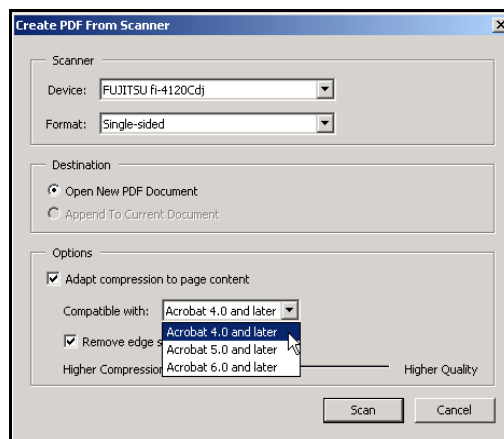 Create PDF From Scanner
Scanner
Device: FUJITSU fi-4120Cdj
Format: Single-sided
Destination
Open New PDF Document
Append To Current Document
Options
Adapt compression to page content
Compatible with: Acrobat 4.0 and later
Acrobat 4.0 and later
Remove edge
Acrobat 5.0 and later
Higher Compression Acrobat 6.0 and later Higher Quality
Scan Cancel